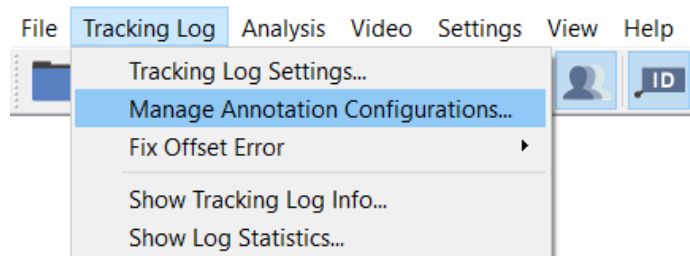 File Tracking Log Analysis Video Settings View Help
Tracking Log Settings...
ID
Manage Annotation Configurations...
Fix Offset Error
Show Tracking Log Info...
Show Log Statistics...